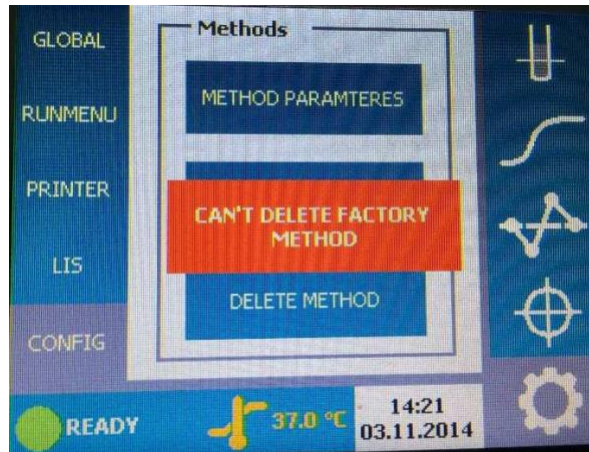 GLOBAL
RUNMENU
PRINTER
LIS
CONFIG
Methods
METHOD PARAMTERES
CAN'T DELETE FACTORY
METHOD
DELETE METHOD
READY
37.0 °C
14:21
03.11.2014